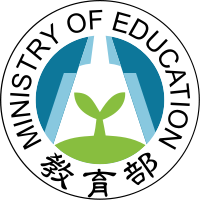 MINISTRY OF EDUCATION
教育部